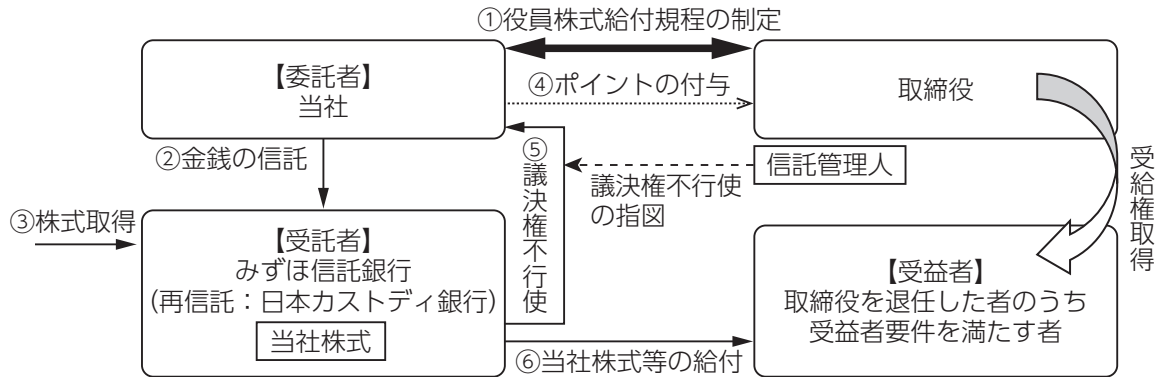 ①役員株式給付規程の制定
【委託者】
当社
④ポイントの付与
取締役
②金銭の信託
⑤議決権不行使
議決権不行使
の指図
信託管理人
受給権取得
③株式取得
【受託者】
みずほ信託銀行
(再信託：日本カストディ銀行)
当社株式
⑥当社株式等の給付
【受益者】
取締役を退任した者のうち
受益者要件を満たす者